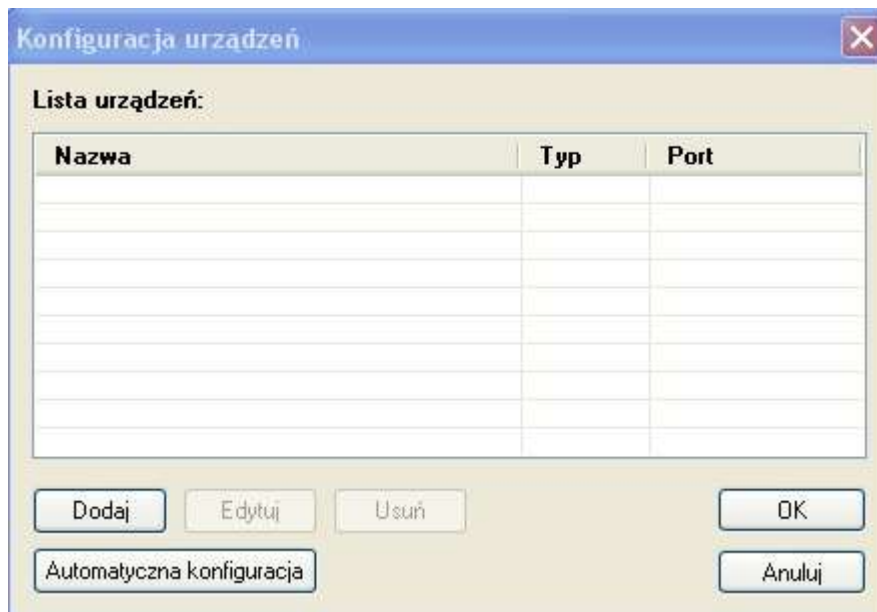 Konfiguracja urządzeń
Lista urządzeń:
Nazwa Typ Port
Dodaj Edytuj Usuń OK
Automatyczna konfiguracja Anuluj